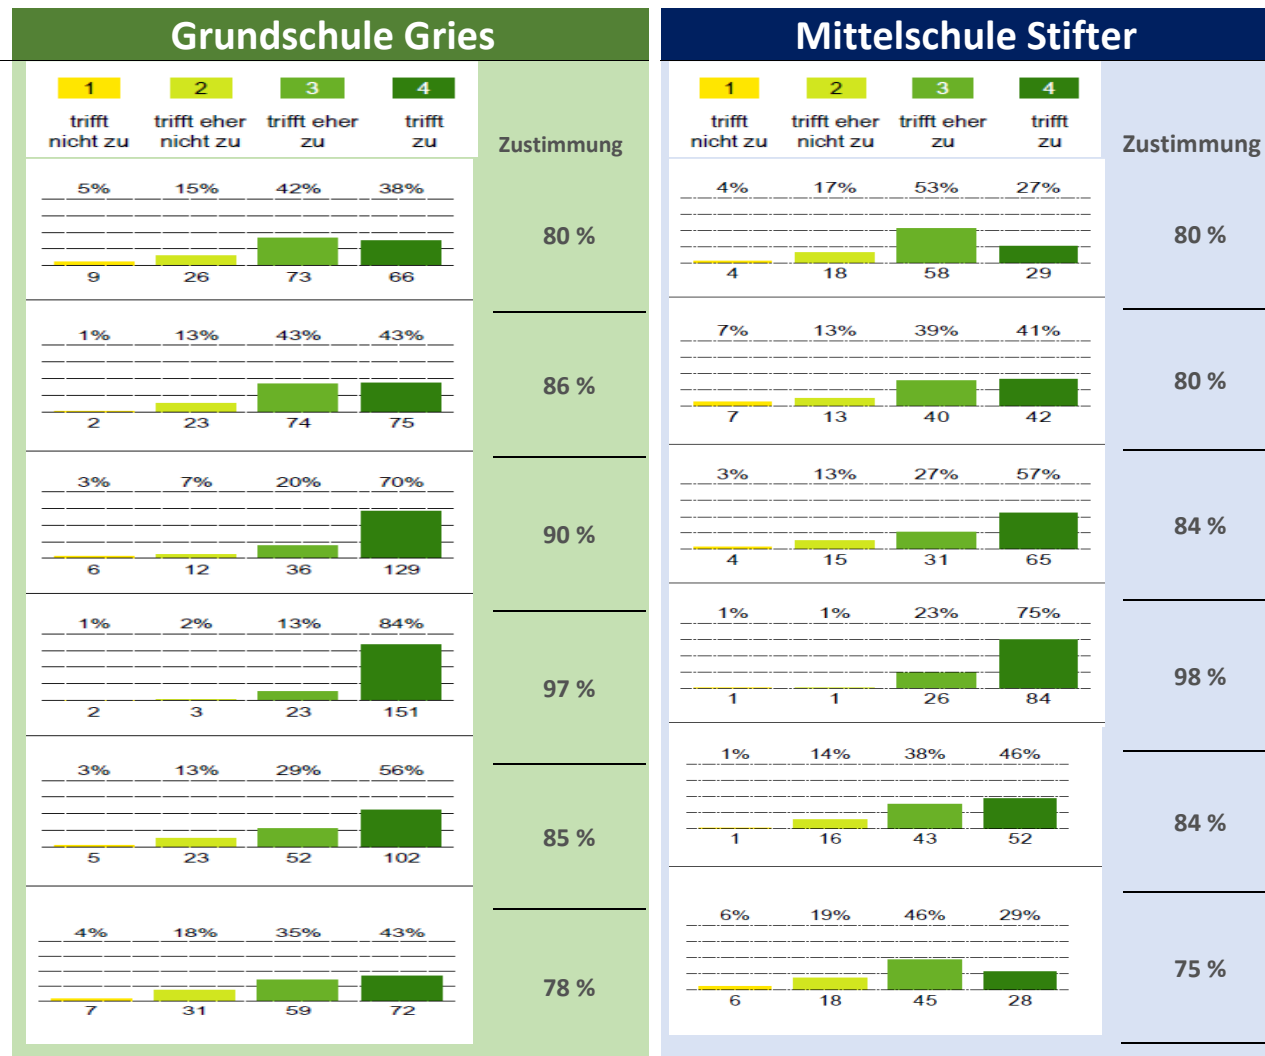 Grundschule Gries
1 2 3 4
trifft trifft eher trifft eher trifft
nicht zu nicht zu zu zu
Zustimmung
5% 15% 42% 38%
80 %
9 26 73 66
1% 13% 43% 43%
86 %
2 23 74 75
3% 7% 20% 70%
90 %
6 12 36 129
1% 2% 13% 84%
97 %
2 3 23 151
3% 13% 29% 56%
85 %
5 23 52 102
4% 18% 35% 43%
78 %
7 31 59 72
Mittelschule Stifter
1 2 3 4
trifft trifft eher trifft eher trifft
nicht zu nicht zu zu zu
Zustimmung
4% 17% 53% 27%
80 %
4 18 58 29
7% 13% 39% 41%
80 %
7 13 40 42
3% 13% 27% 57%
84 %
4 15 31 65
1% 1% 23% 75%
98 %
1 1 26 84
1% 14% 38% 46%
84 %
1 16 43 52
6% 19% 46% 29%
75 %
6 18 45 28